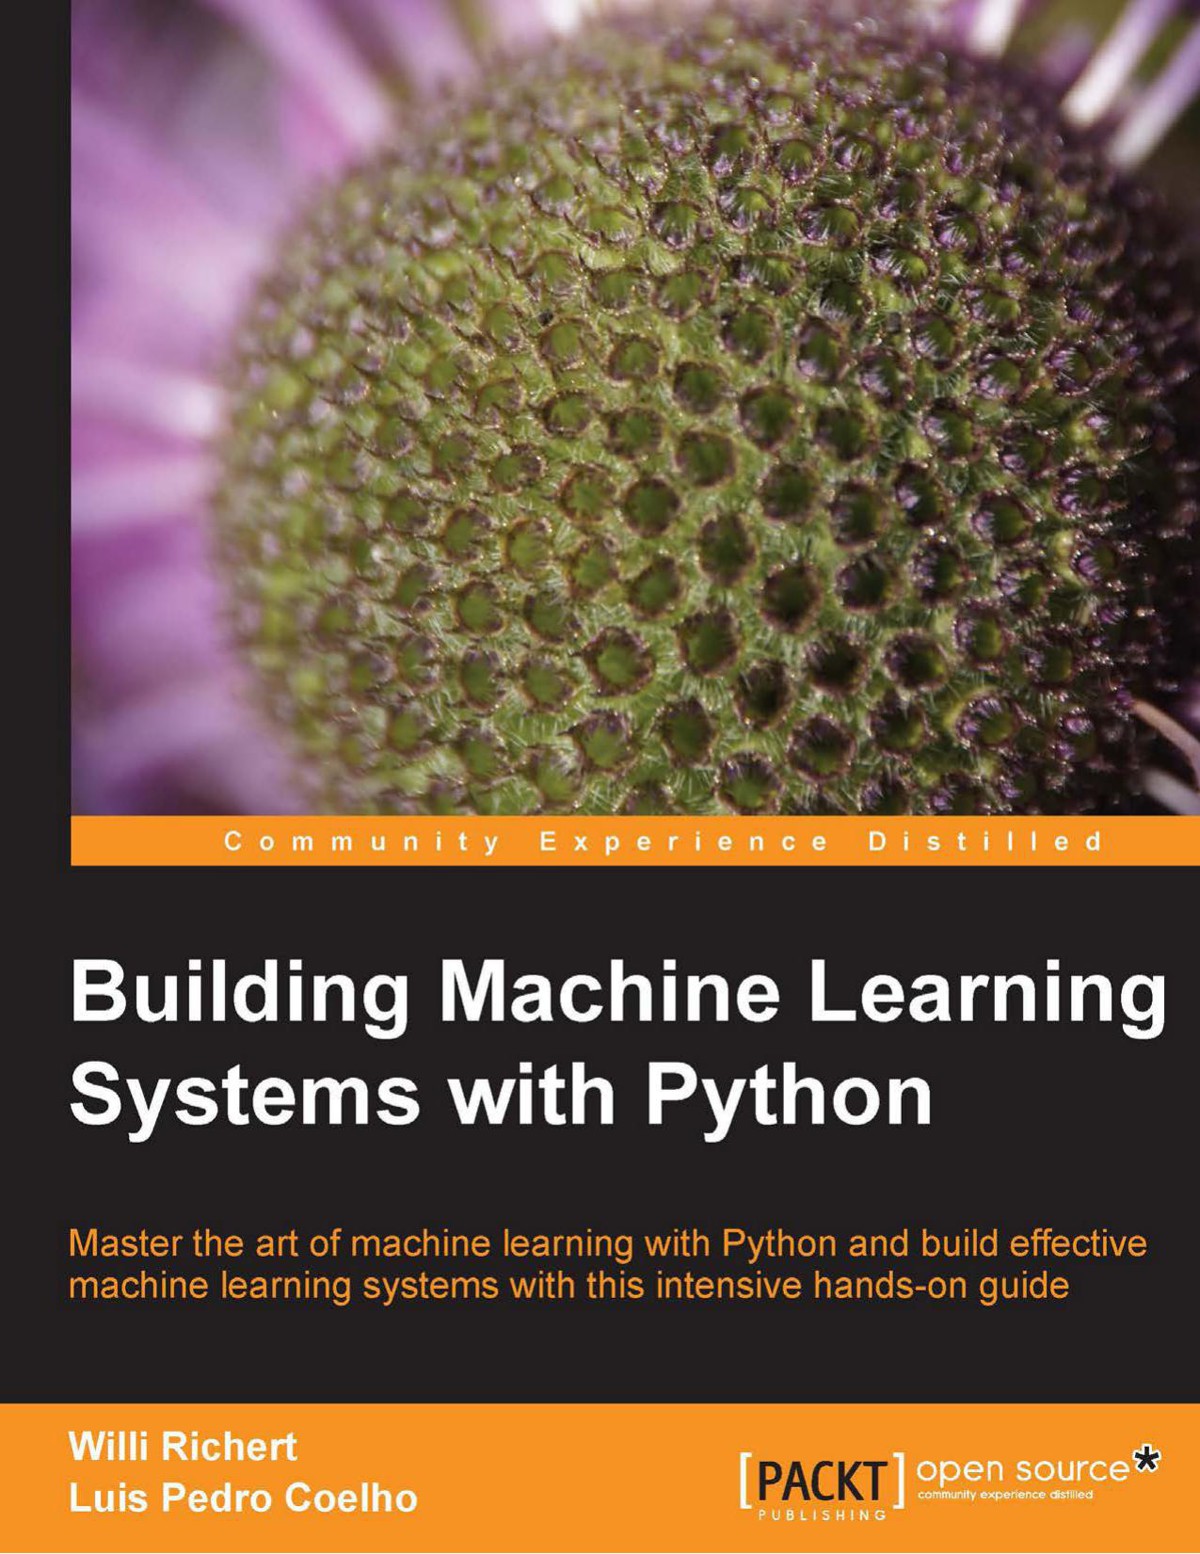 Community Experience Distilled
Building Machine Learning
Systems with Python
Master the art of machine learning with Python and build effective
machine learning systems with this intensive hands-on guide
Willi Richert
Luis Pedro Coelho
[PACKT]
PUBLISHING
open source*
community experience distilled